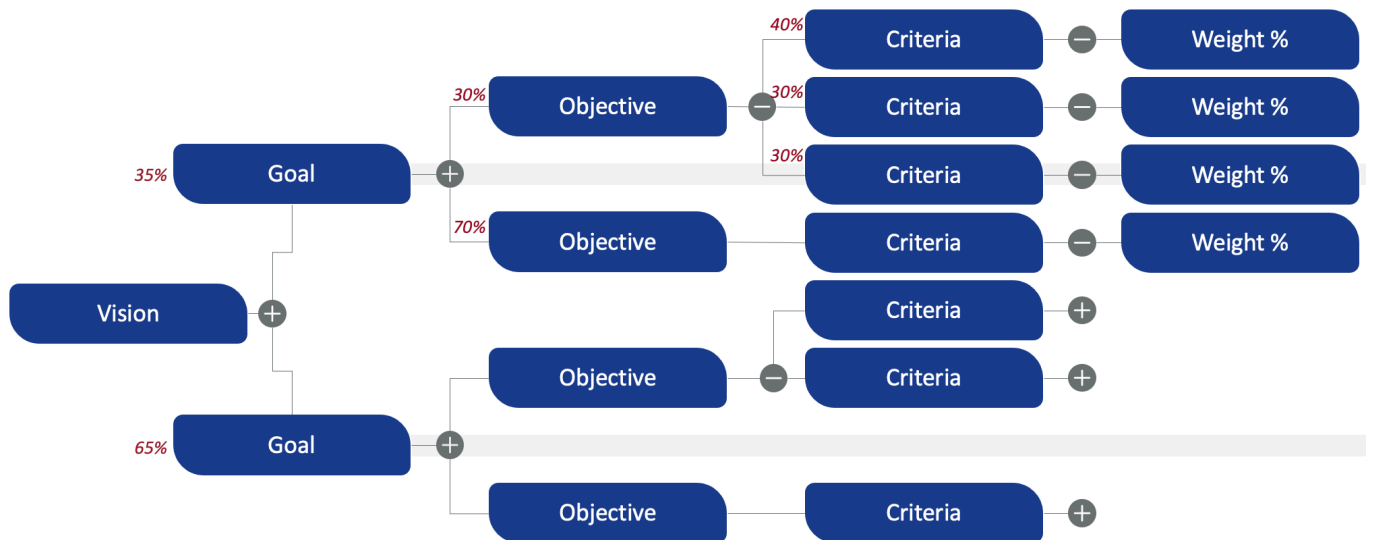 40%
Criteria
Weight %
30%
Objective
30%
Criteria
Weight %
35%
Goal
30%
Criteria
Weight %
70%
Objective
Criteria
Weight %
Vision
Criteria
Objective
Criteria
65%
Goal
Objective
Criteria